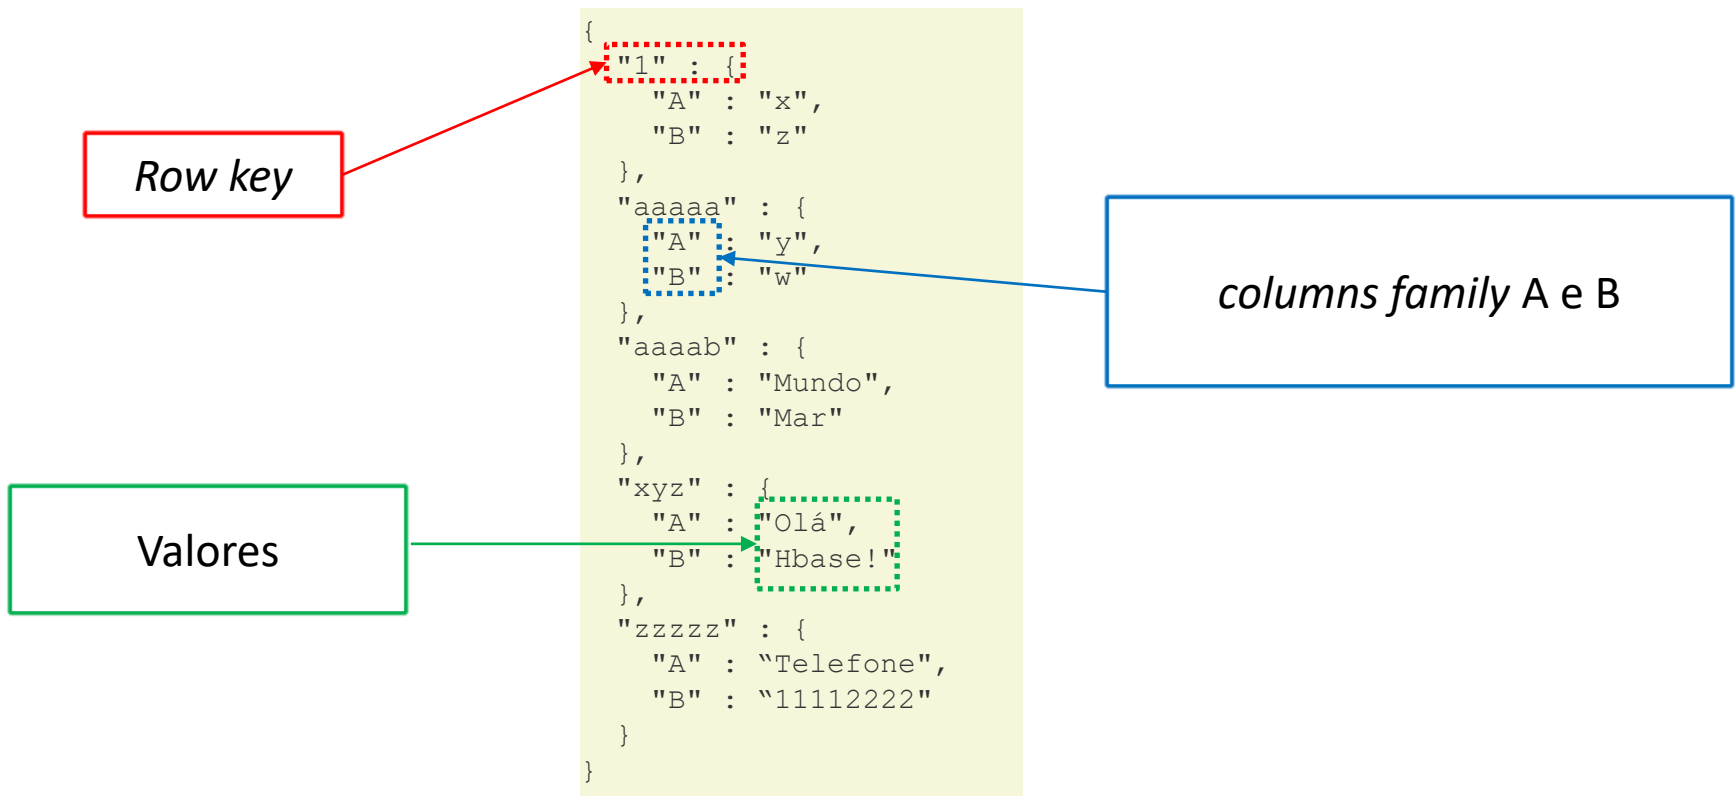 {
  "1" : {
    "A" : "x",
    "B" : "z"
  },
  "aaaaa" : {
    "A" : "y",
    "B" : "w"
  },
  "aaaab" : {
    "A" : "Mundo",
    "B" : "Mar"
  },
  "xyz" : {
    "A" : "Olá",
    "B" : "Hbase!"
  },
  "zzzzz" : {
    "A" : “Telefone",
    "B" : “11112222"
  }
}
Row key
columns family A e B
Valores